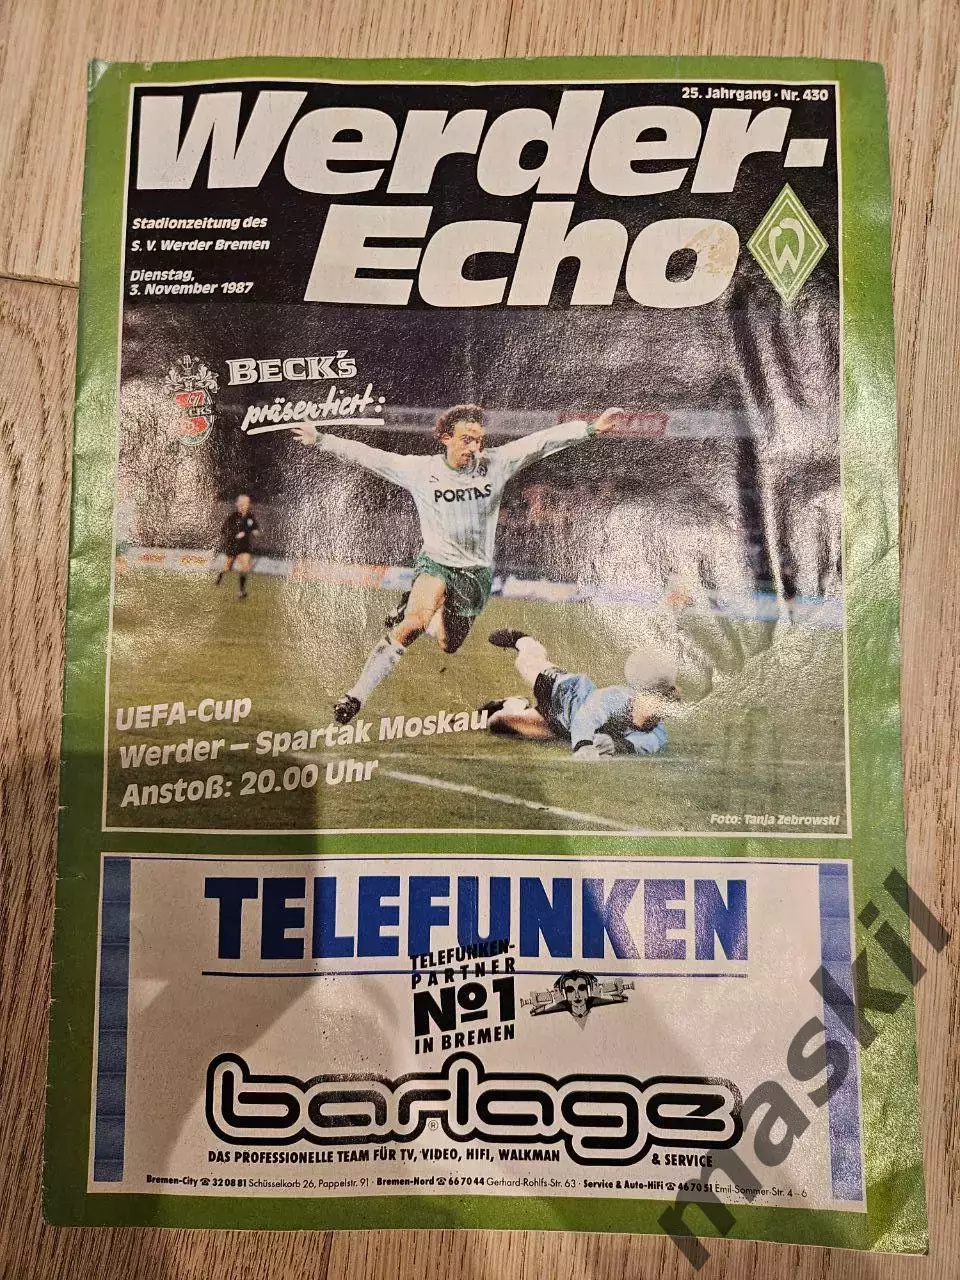 25. Jahrgang · Nr. 430
Werder-
Echo
Stadionzeitung des
S. V. Werder Bremen
Dienstag,
3. November 1987
W
BECK'S
präsentiert:
PORTAS
UEFA-Cup
Werder – Spartak Moskau
Anstoß: 20.00 Uhr
Foto: Tanja Zebrowski
TELEFUNKEN
TELEFUNKEN-
PARTNER
No1
IN BREMEN
barlage
®
DAS PROFESSIONELLE TEAM FÜR TV, VIDEO, HIFI, WALKMAN & SERVICE
Bremen-City ☎ 32 08 81 Schüsselkorb 26, Pappelstr. 91 · Bremen-Nord ☎ 66 70 44 Gerhard-Rohlfs-Str. 63 · Service & Auto-HiFi ☎ 46 70 51 Emil-Sommer-Str. 4–6
maskil